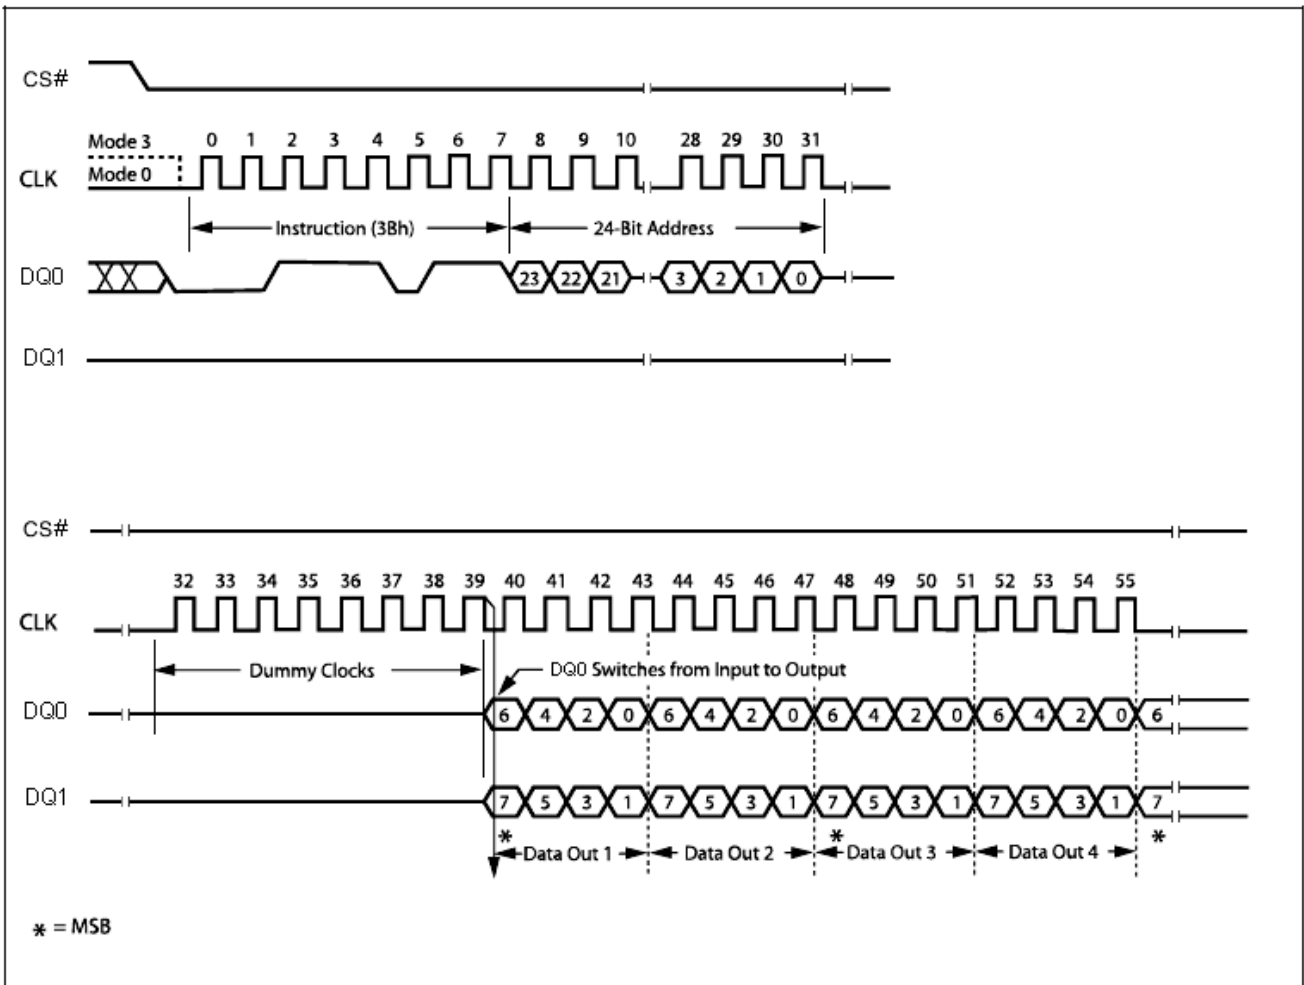 CS#
Mode 3 0 1 2 3 4 5 6 7 8 9 10 28 29 30 31
CLK Mode 0
Instruction (3Bh) 24-Bit Address
DQ0 23 22 21 3 2 1 0
DQ1
CS#
32 33 34 35 36 37 38 39 40 41 42 43 44 45 46 47 48 49 50 51 52 53 54 55
CLK
Dummy Clocks DQ0 Switches from Input to Output
DQ0 6 4 2 0 6 4 2 0 6 4 2 0 6 4 2 0 6
DQ1 7 5 3 1 7 5 3 1 7 5 3 1 7 5 3 1 7
* * *
Data Out 1 Data Out 2 Data Out 3 Data Out 4
* = MSB